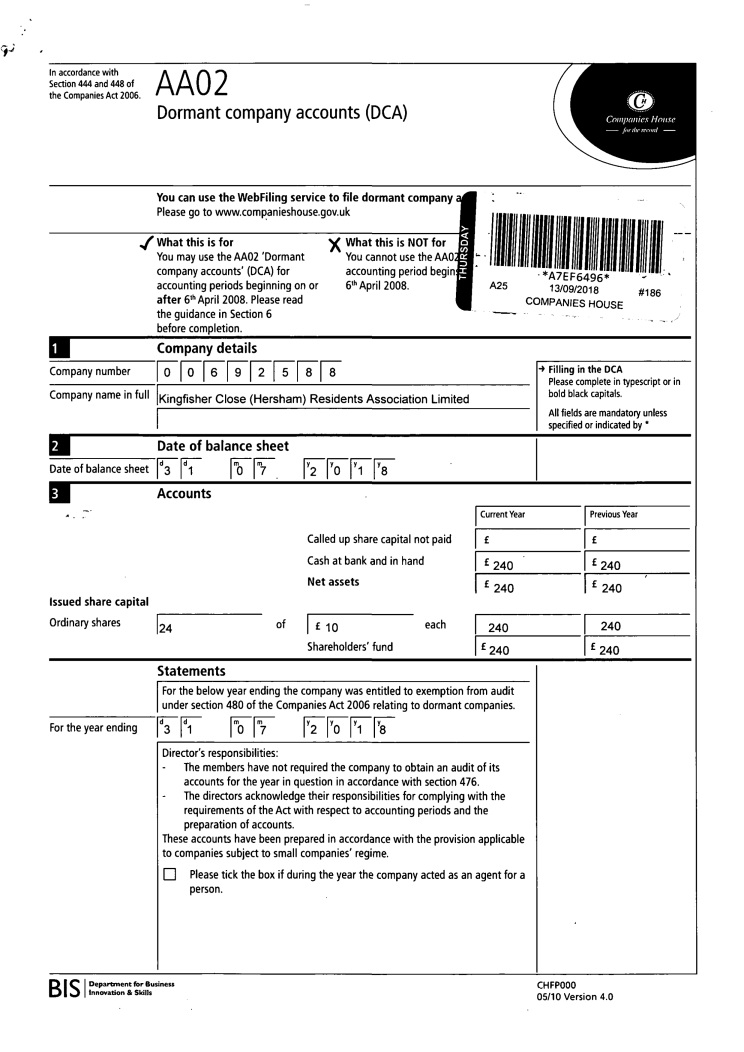 In accordance with
Section 444 and 448 of
the Companies Act 2006.
AA02
Dormant company accounts (DCA)
CH
Companies House
— for the record —
You can use the WebFiling service to file dormant company a
Please go to www.companieshouse.gov.uk
✓ What this is for
You may use the AA02 'Dormant
company accounts' (DCA) for
accounting periods beginning on or
after 6th April 2008. Please read
the guidance in Section 6
before completion.
X What this is NOT for
You cannot use the AA02
accounting period begin
6th April 2008.
THURSDAY
*A7EF6496*
A25 13/09/2018 #186
COMPANIES HOUSE
1 Company details
Company number 0 0 6 9 2 5 8 8
Company name in full Kingfisher Close (Hersham) Residents Association Limited
→ Filling in the DCA
Please complete in typescript or in
bold black capitals.
All fields are mandatory unless
specified or indicated by *
2 Date of balance sheet
Date of balance sheet d3 d1 m0 m7 y2 y0 y1 y8
3 Accounts
Current Year Previous Year
Called up share capital not paid £ £
Cash at bank and in hand £ 240 £ 240
Net assets £ 240 £ 240
Issued share capital
Ordinary shares 24 of £ 10 each 240 240
Shareholders' fund £ 240 £ 240
Statements
For the below year ending the company was entitled to exemption from audit
under section 480 of the Companies Act 2006 relating to dormant companies.
For the year ending d3 d1 m0 m7 y2 y0 y1 y8
Director's responsibilities:
- The members have not required the company to obtain an audit of its
accounts for the year in question in accordance with section 476.
- The directors acknowledge their responsibilities for complying with the
requirements of the Act with respect to accounting periods and the
preparation of accounts.
These accounts have been prepared in accordance with the provision applicable
to companies subject to small companies' regime.
Please tick the box if during the year the company acted as an agent for a
person.
BIS Department for Business
Innovation & Skills
CHFP000
05/10 Version 4.0